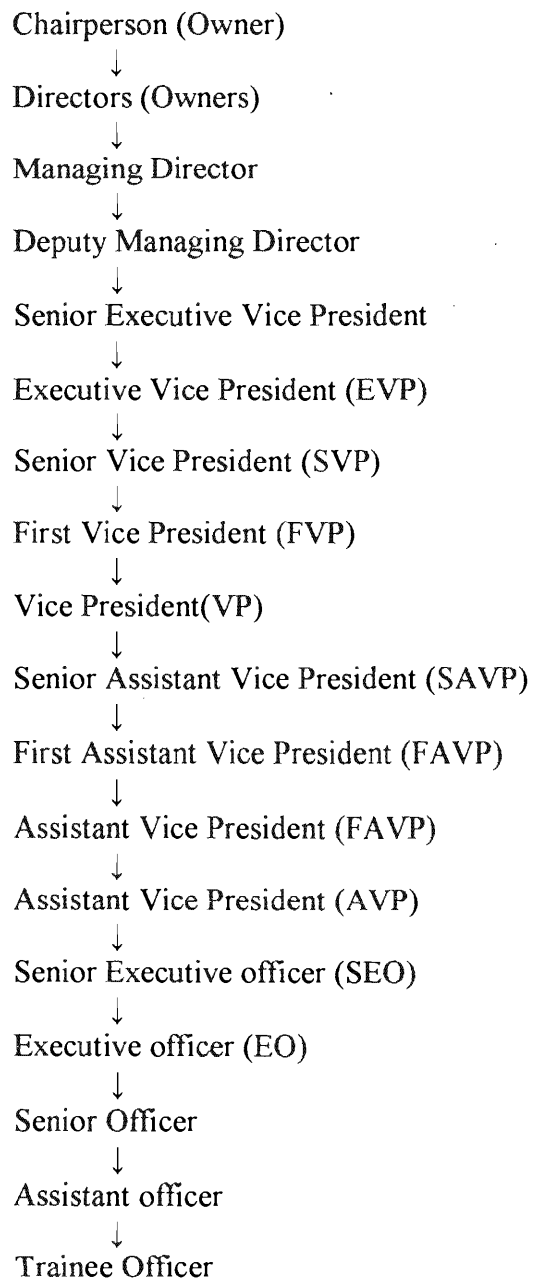 Chairperson (Owner)
↓
Directors (Owners)
↓
Managing Director
↓
Deputy Managing Director
↓
Senior Executive Vice President
↓
Executive Vice President (EVP)
↓
Senior Vice President (SVP)
↓
First Vice President (FVP)
↓
Vice President(VP)
↓
Senior Assistant Vice President (SAVP)
↓
First Assistant Vice President (FAVP)
↓
Assistant Vice President (FAVP)
↓
Assistant Vice President (AVP)
↓
Senior Executive officer (SEO)
↓
Executive officer (EO)
↓
Senior Officer
↓
Assistant officer
↓
Trainee Officer